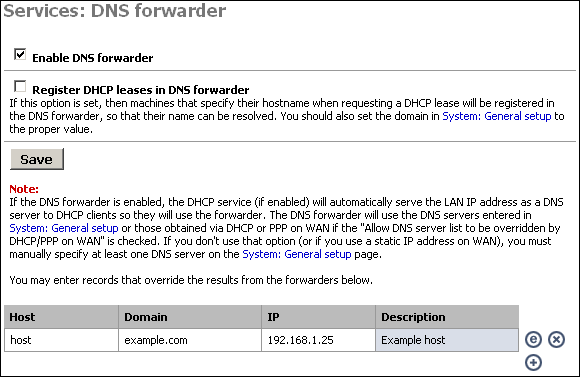 Services: DNS forwarder
Enable DNS forwarder
Register DHCP leases in DNS forwarder
If this option is set, then machines that specify their hostname when requesting a DHCP lease will be registered in
the DNS forwarder, so that their name can be resolved. You should also set the domain in System: General setup to
the proper value.
Save
Note:
If the DNS forwarder is enabled, the DHCP service (if enabled) will automatically serve the LAN IP address as a DNS
server to DHCP clients so they will use the forwarder. The DNS forwarder will use the DNS servers entered in
System: General setup or those obtained via DHCP or PPP on WAN if the "Allow DNS server list to be overridden by
DHCP/PPP on WAN" is checked. If you don't use that option (or if you use a static IP address on WAN), you must
manually specify at least one DNS server on the System: General setup page.
You may enter records that override the results from the forwarders below.
Host Domain IP Description
host example.com 192.168.1.25 Example host e